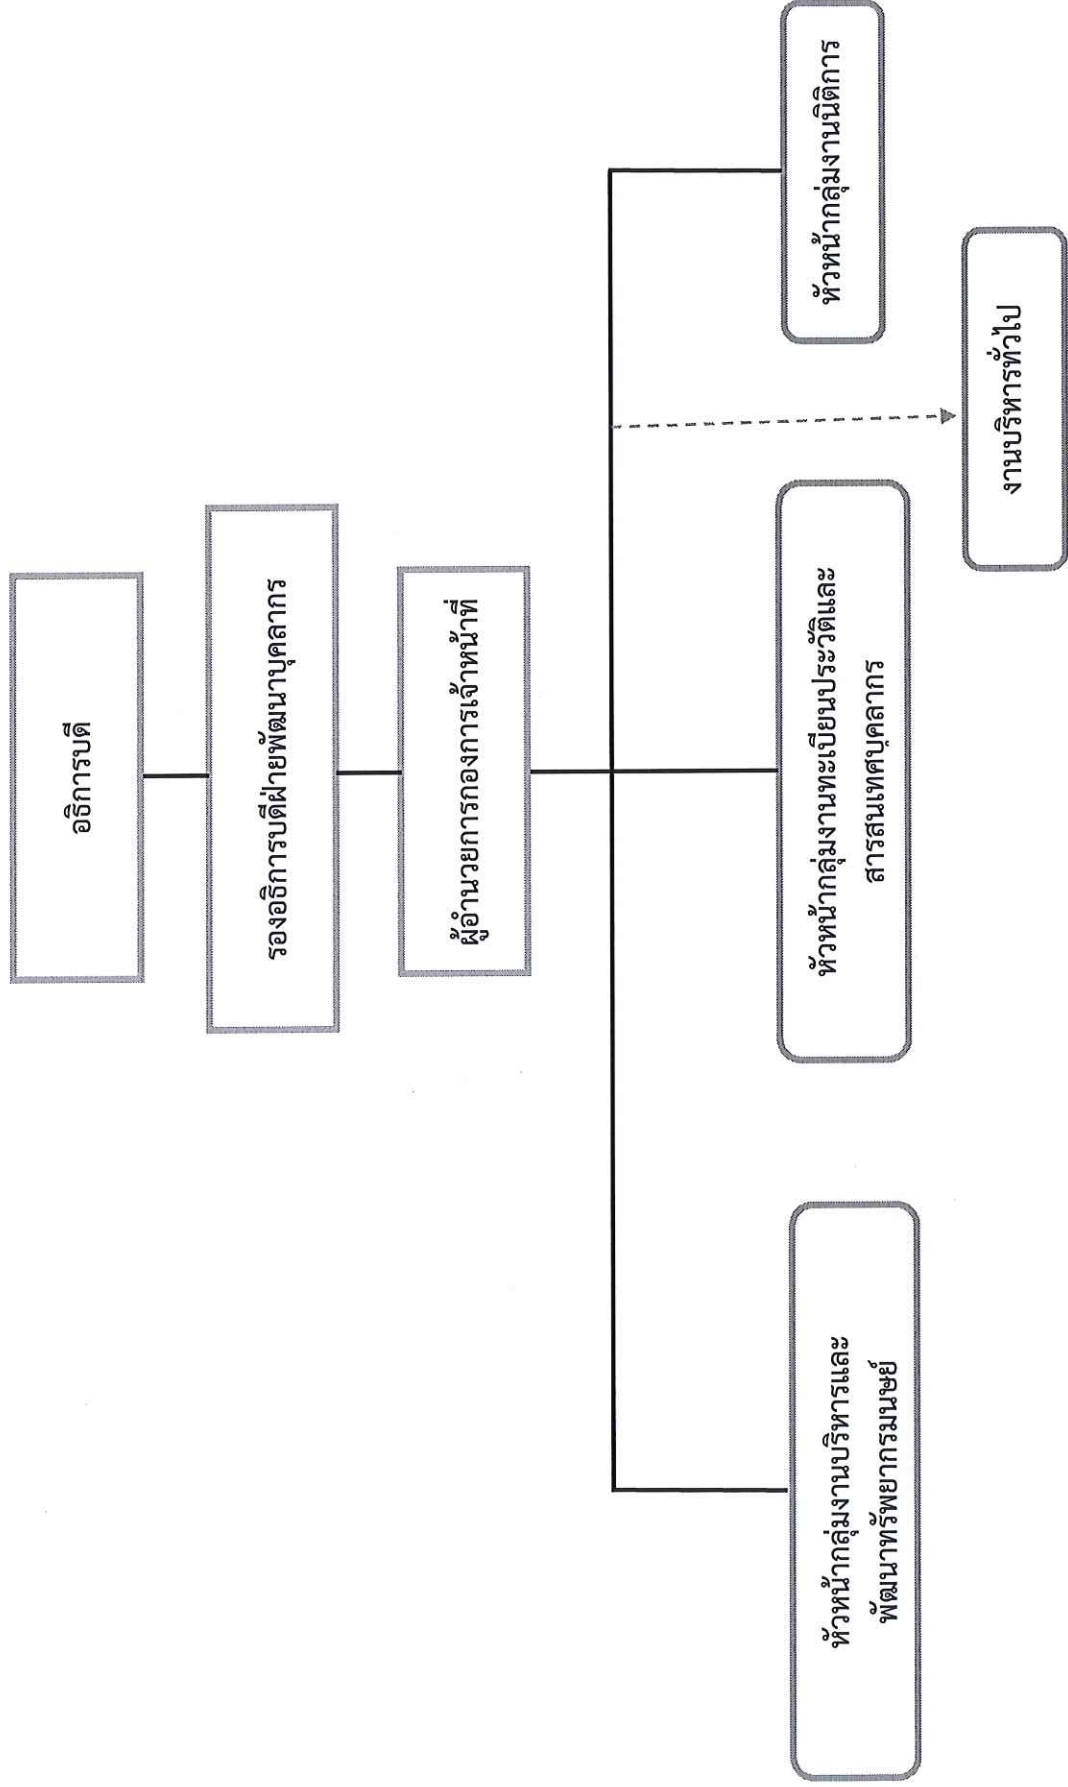 อธิการบดี
รองอธิการบดีฝ่ายพัฒนาบุคลากร
ผู้อำนวยการกองการเจ้าหน้าที่
หัวหน้ากลุ่มงานบริหารและ
พัฒนาทรัพยากรมนุษย์
หัวหน้ากลุ่มงานทะเบียนประวัติและ
สารสนเทศบุคลากร
หัวหน้ากลุ่มงานนิติการ
งานบริหารทั่วไป